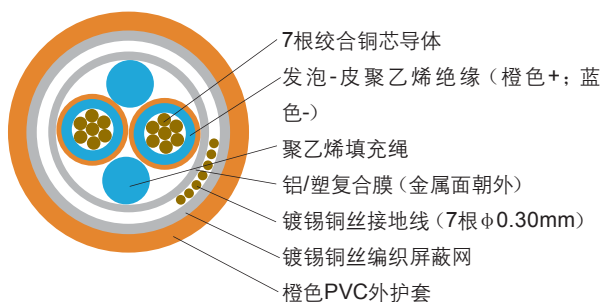 7根绞合铜芯导体
发泡-皮聚乙烯绝缘（橙色+；蓝
色-）
聚乙烯填充绳
铝/塑复合膜（金属面朝外）
镀锡铜丝接地线（7根φ0.30mm）
镀锡铜丝编织屏蔽网
橙色PVC外护套